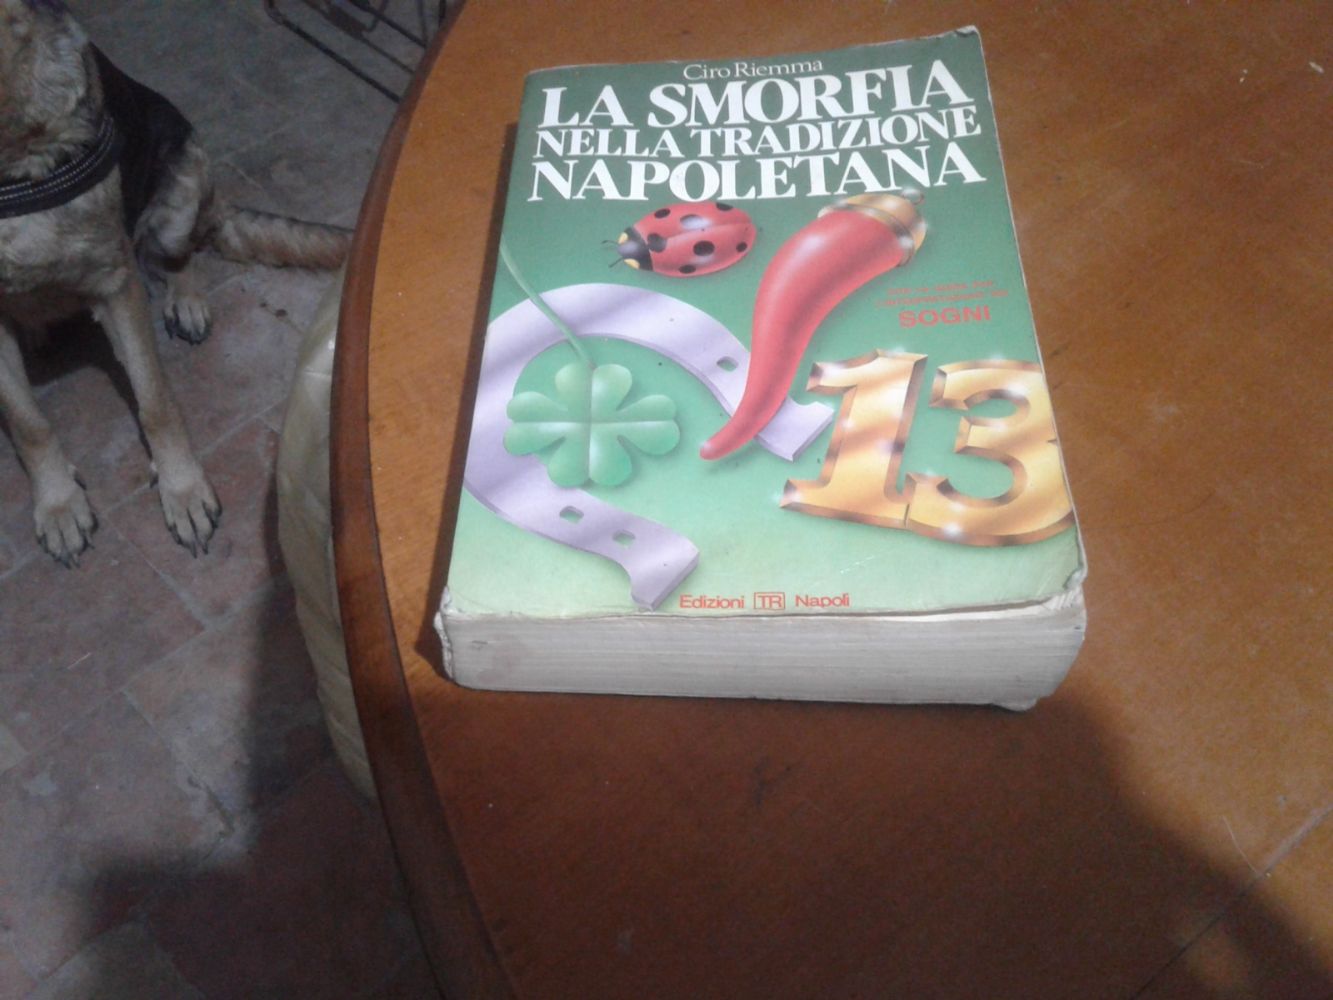 Ciro Riemma
LA SMORFIA
NELLA TRADIZIONE
NAPOLETANA
SOGNI
13
Edizioni TR Napoli